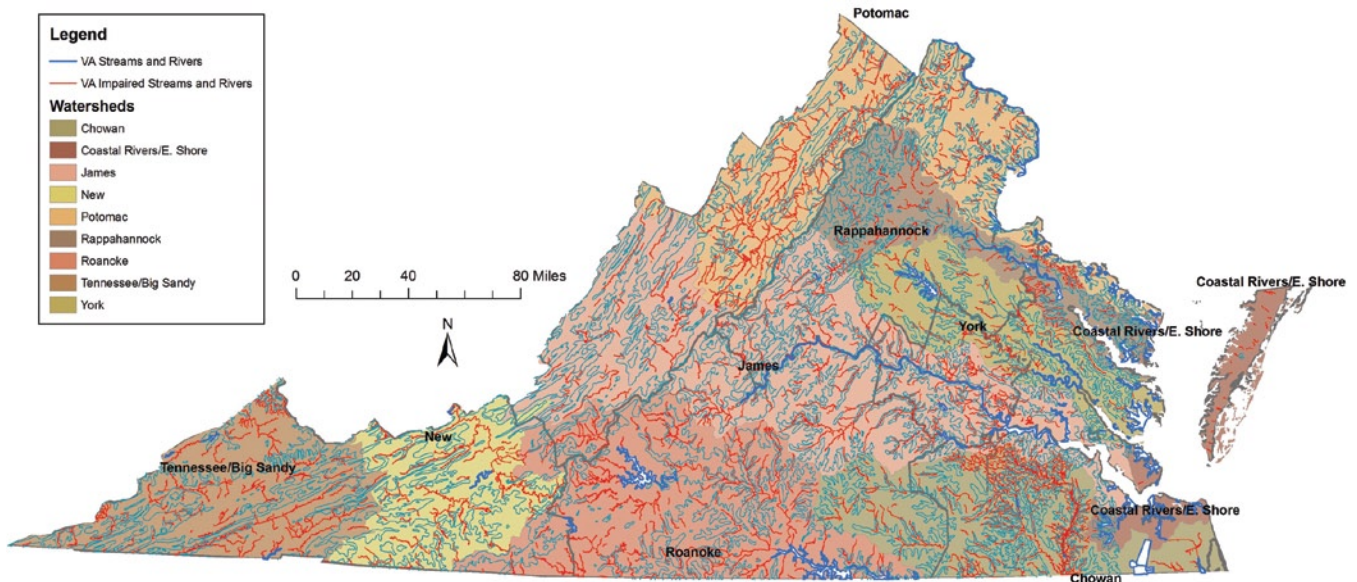 Potomac
Legend
VA Streams and Rivers
VA Impaired Streams and Rivers
Watersheds
Chowan
Coastal Rivers/E. Shore
James
New
Potomac
Rappahannock
Roanoke
Tennessee/Big Sandy
York
0 20 40 80 Miles
N
Rappahannock
Coastal Rivers/E. Shore
York
Coastal Rivers/E. Shore
James
New
Tennessee/Big Sandy
Coastal Rivers/E. Shore
Roanoke
Chowan